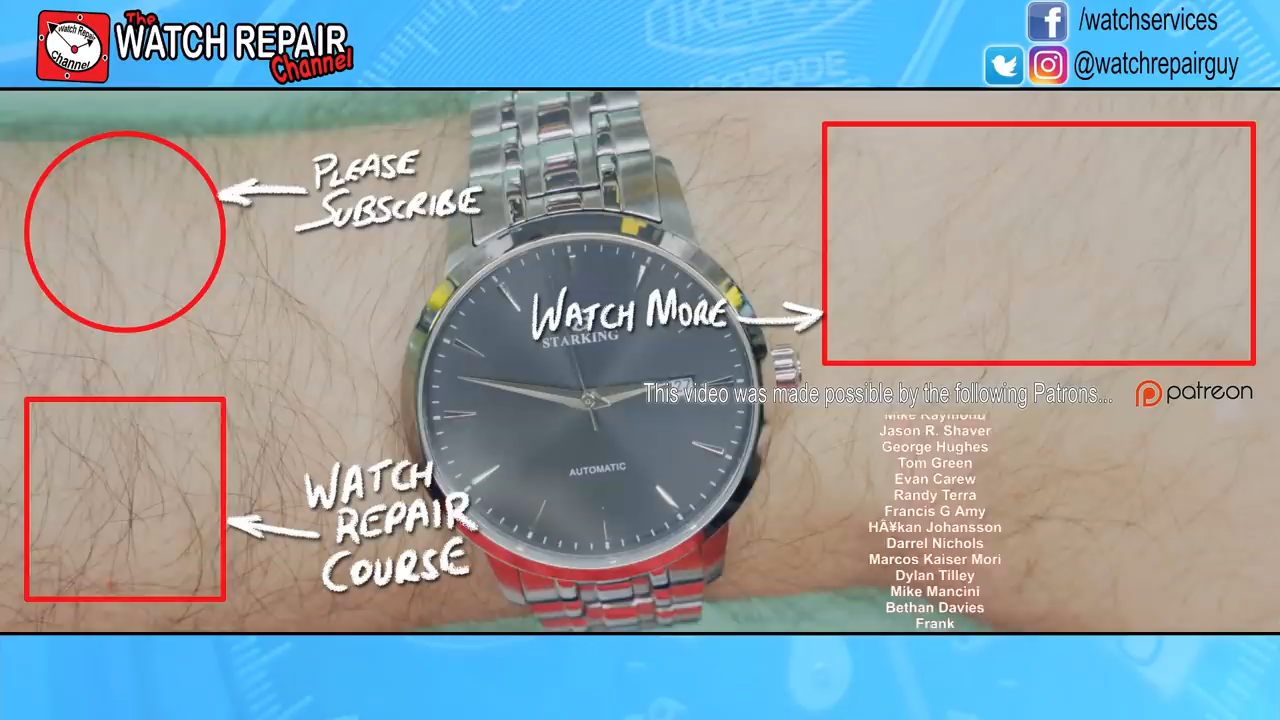 The
WATCH REPAIR
Channel
Watch Repair
Channel
/watchservices
@watchrepairguy
PLEASE
SUBSCRIBE
WATCH MORE
STARKING
This video was made possible by the following Patrons...
patreon
Mike Raymond
Jason R. Shaver
George Hughes
Tom Green
Evan Carew
Randy Terra
Francis G Amy
HÃ¥kan Johansson
Darrel Nichols
Marcos Kaiser Mori
Dylan Tilley
Mike Mancini
Bethan Davies
Frank
AUTOMATIC
WATCH
REPAIR
COURSE